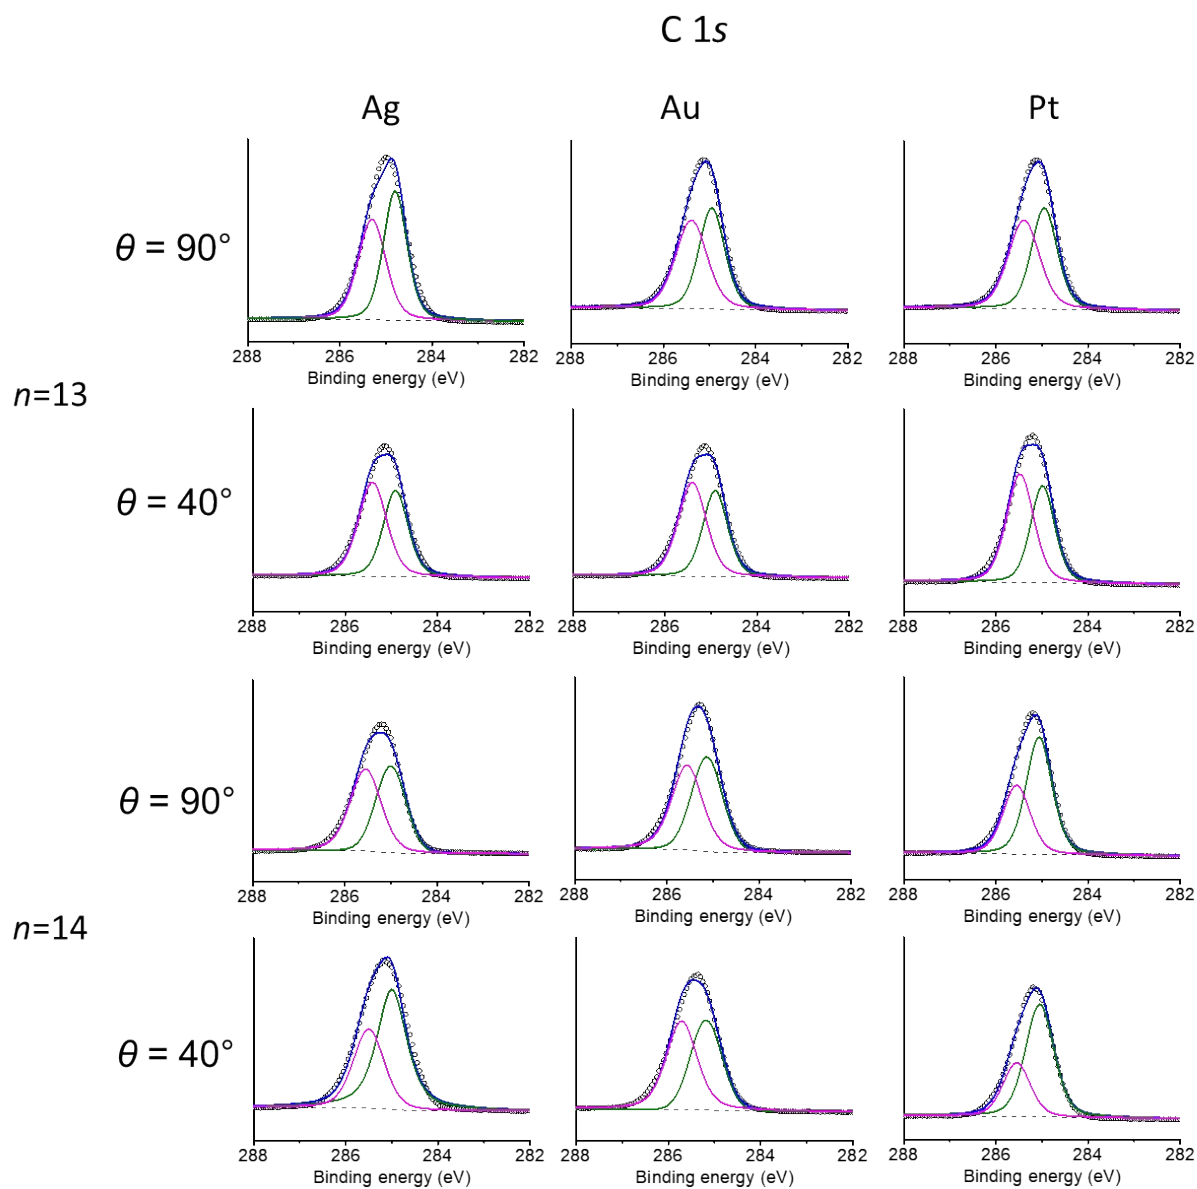 C 1s
Ag Au Pt
θ = 90°
288 286 284 282 288 286 284 282 288 286 284 282
Binding energy (eV) Binding energy (eV) Binding energy (eV)
n=13
θ = 40°
288 286 284 282 288 286 284 282 288 286 284 282
Binding energy (eV) Binding energy (eV) Binding energy (eV)
θ = 90°
288 286 284 282 288 286 284 282 288 286 284 282
Binding energy (eV) Binding energy (eV) Binding energy (eV)
n=14
θ = 40°
288 286 284 282 288 286 284 282 288 286 284 282
Binding energy (eV) Binding energy (eV) Binding energy (eV)